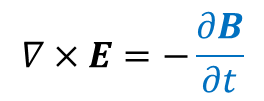 ∇ × E = − ∂B/∂t